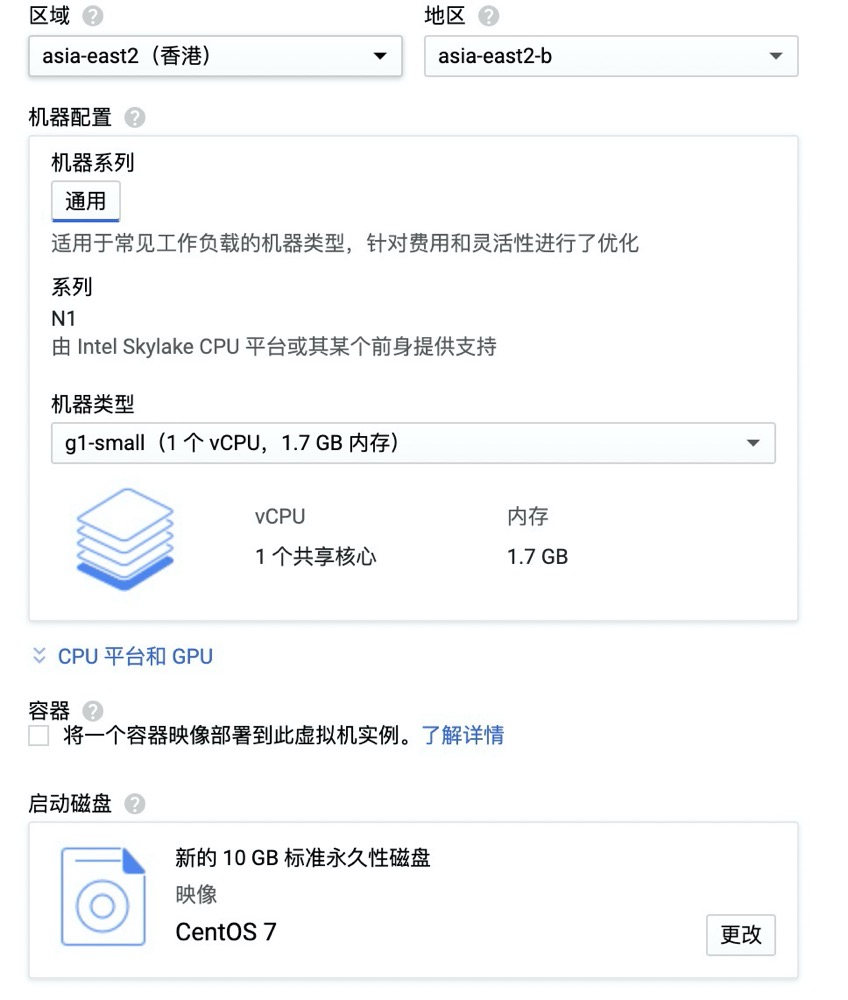 区域 ?
地区 ?
asia-east2（香港）
asia-east2-b
机器配置 ?
机器系列
通用
适用于常见工作负载的机器类型，针对费用和灵活性进行了优化
系列
N1
由 Intel Skylake CPU 平台或其某个前身提供支持
机器类型
g1-small（1 个 vCPU，1.7 GB 内存）
vCPU
内存
1 个共享核心
1.7 GB
CPU 平台和 GPU
容器 ?
将一个容器映像部署到此虚拟机实例。了解详情
启动磁盘 ?
新的 10 GB 标准永久性磁盘
映像
CentOS 7
更改